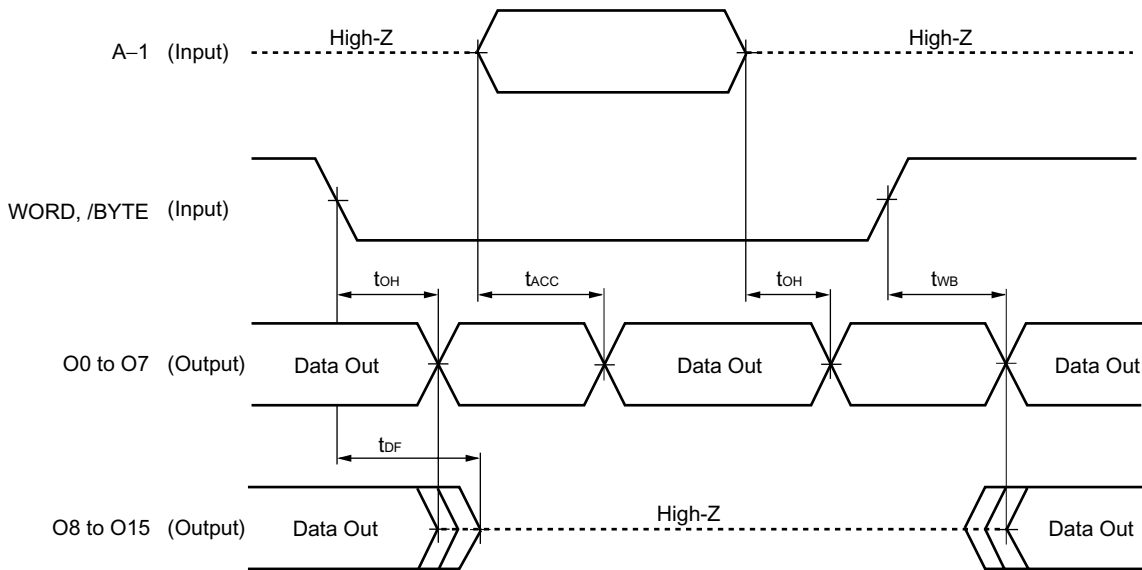 High-Z High-Z
A–1 (Input)
WORD, /BYTE (Input)
tOH tACC tOH tWB
O0 to O7 (Output) Data Out Data Out Data Out
tDF
High-Z
O8 to O15 (Output) Data Out Data Out